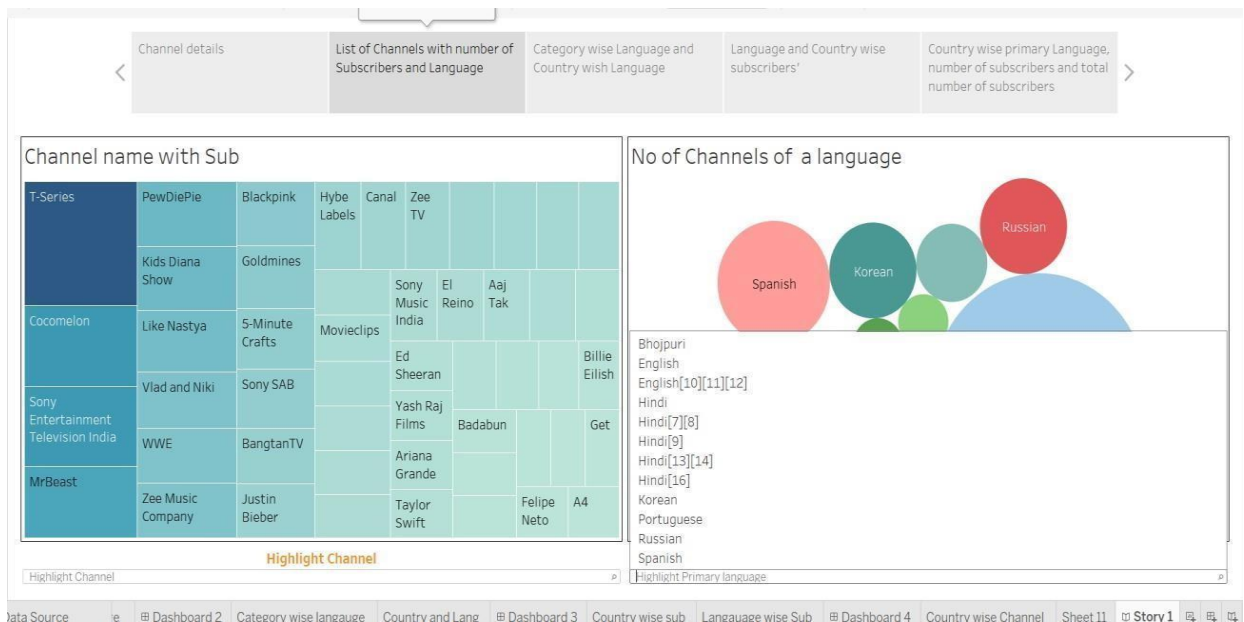 Channel details
List of Channels with number of
Subscribers and Language
Category wise Language and
Country wish Language
Language and Country wise
subscribers'
Country wise primary Language,
number of subscribers and total
number of subscribers
Channel name with Sub
T-Series
Cocomelon
Sony
Entertainment
Television India
MrBeast
PewDiePie
Kids Diana
Show
Like Nastya
Vlad and Niki
WWE
Zee Music
Company
Blackpink
Goldmines
5-Minute
Crafts
Sony SAB
BangtanTV
Justin
Bieber
Hybe
Labels
Canal
Zee
TV
Movieclips
Sony
Music
India
El
Reino
Aaj
Tak
Ed
Sheeran
Billie
Eilish
Yash Raj
Films
Badabun
Get
Ariana
Grande
Taylor
Swift
Felipe
Neto
A4
Highlight Channel
Highlight Channel
No of Channels of a language
Spanish
Korean
Russian
Bhojpuri
English
English[10][11][12]
Hindi
Hindi[7][8]
Hindi[9]
Hindi[13][14]
Hindi[16]
Korean
Portuguese
Russian
Spanish
Highlight Primary language
Data Source
Dashboard 2
Category wise langauge
Country and Lang
Dashboard 3
Country wise sub
Langauage wise Sub
Dashboard 4
Country wise Channel
Sheet 11
Story 1